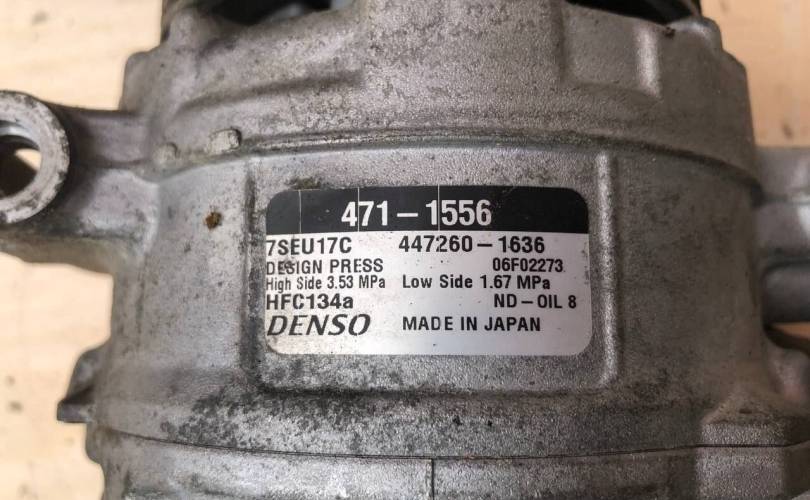 471-1556
7SEU17C 447260-1636
DESIGN PRESS 06F02273
High Side 3.53 MPa Low Side 1.67 MPa
HFC134a ND-OIL 8
DENSO MADE IN JAPAN